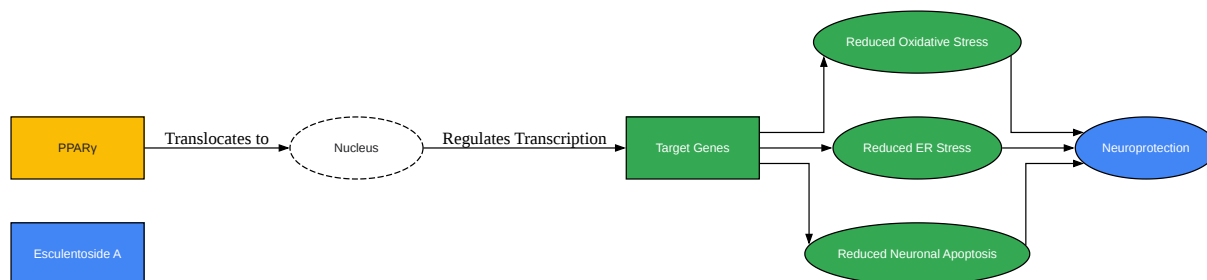 Reduced Oxidative Stress
PPARγ
Translocates to
Nucleus
Regulates Transcription
Target Genes
Reduced ER Stress
Neuroprotection
Esculentoside A
Reduced Neuronal Apoptosis